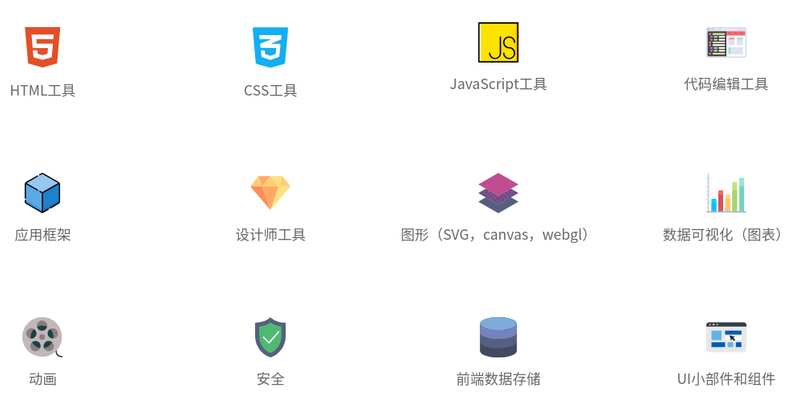 HTML工具
CSS工具
JS
JavaScript工具
代码编辑工具
应用框架
设计师工具
图形（SVG，canvas，webgl）
数据可视化（图表）
动画
安全
前端数据存储
UI小部件和组件